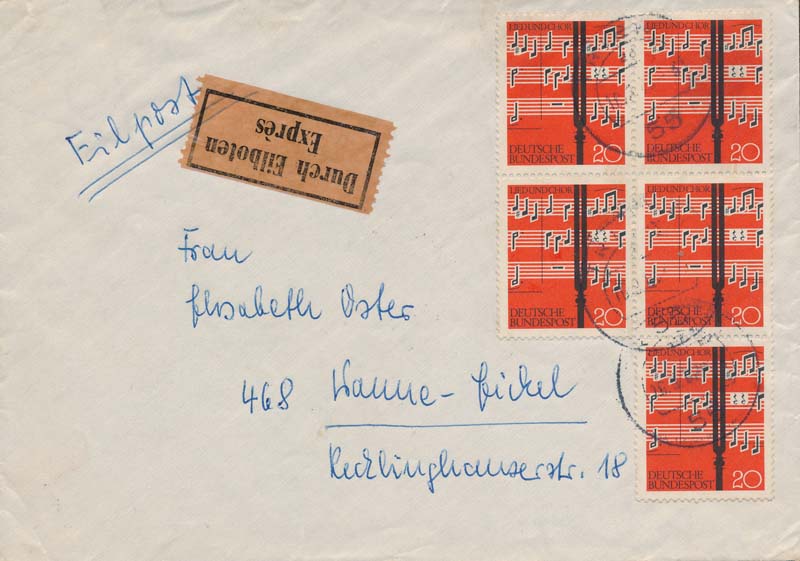 LIED UND CHOR LIED UND CHOR
DEUTSCHE BUNDESPOST 20
DEUTSCHE BUNDESPOST 20
Eilpost
Durch Eilboten
Exprès
LIED UND CHOR LIED UND CHOR
DEUTSCHE BUNDESPOST 20
DEUTSCHE BUNDESPOST 20
Frau
Elisabeth Oster
LIED UND CHOR
DEUTSCHE BUNDESPOST 20
468 Wanne-Eickel
Recklinghauserstr. 18
55
55